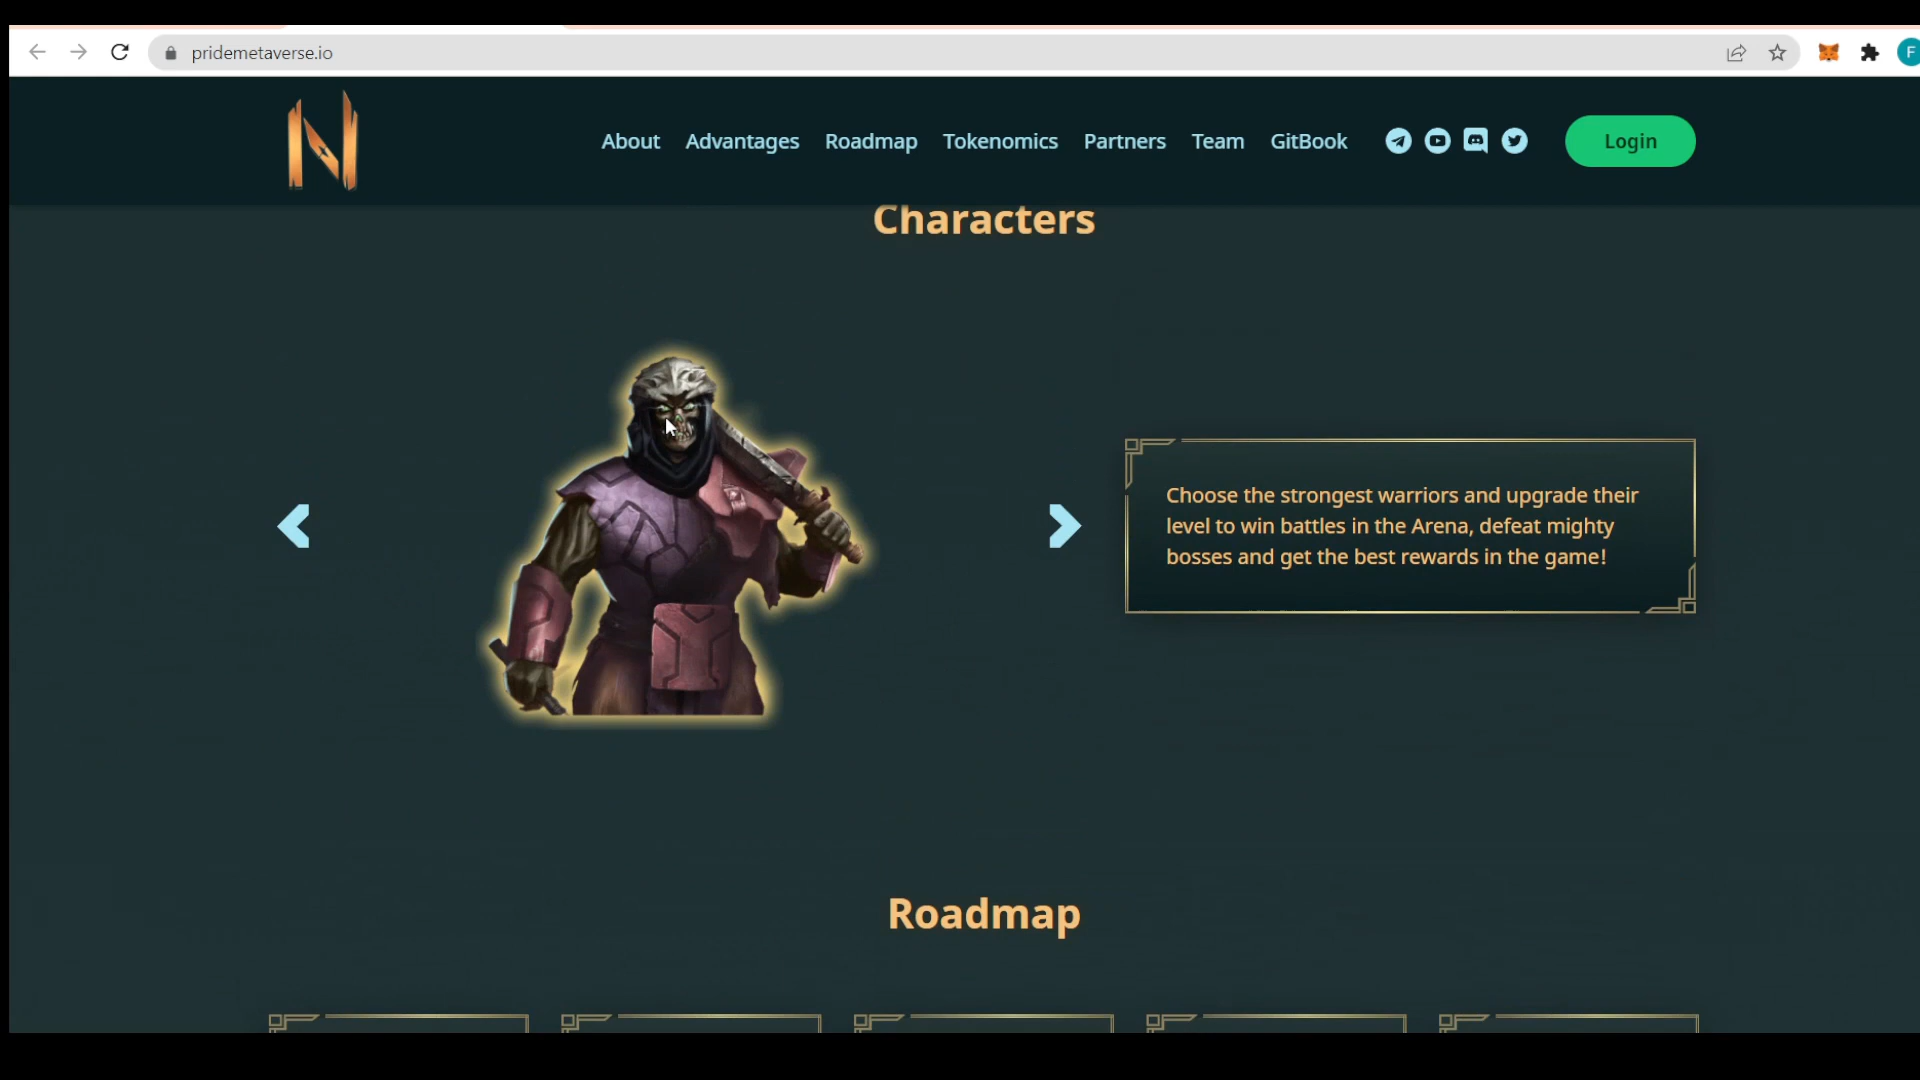 pridemetaverse.io
F
N
About Advantages Roadmap Tokenomics Partners Team GitBook Login
Characters
Choose the strongest warriors and upgrade their
level to win battles in the Arena, defeat mighty
bosses and get the best rewards in the game!
Roadmap